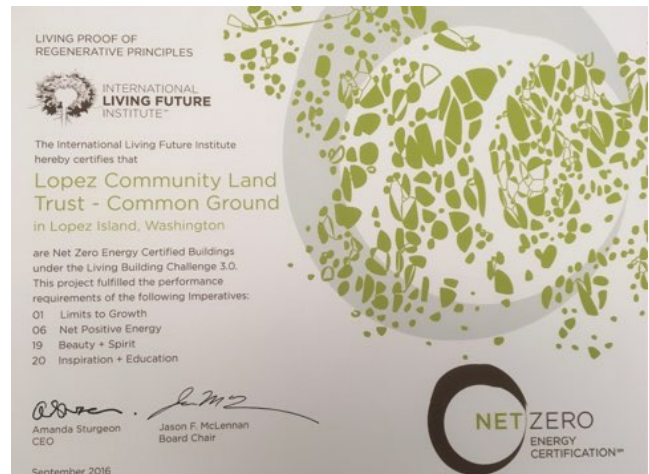 LIVING PROOF OF
REGENERATIVE PRINCIPLES
INTERNATIONAL
LIVING FUTURE
INSTITUTE™
The International Living Future Institute
hereby certifies that
Lopez Community Land
Trust - Common Ground
in Lopez Island, Washington
are Net Zero Energy Certified Buildings
under the Living Building Challenge 3.0.
This project fulfilled the performance
requirements of the following Imperatives:
01 Limits to Growth
06 Net Positive Energy
19 Beauty + Spirit
20 Inspiration + Education
Amanda Sturgeon
CEO
Jason F. McLennan
Board Chair
September 2016
NET ZERO
ENERGY
CERTIFICATION℠